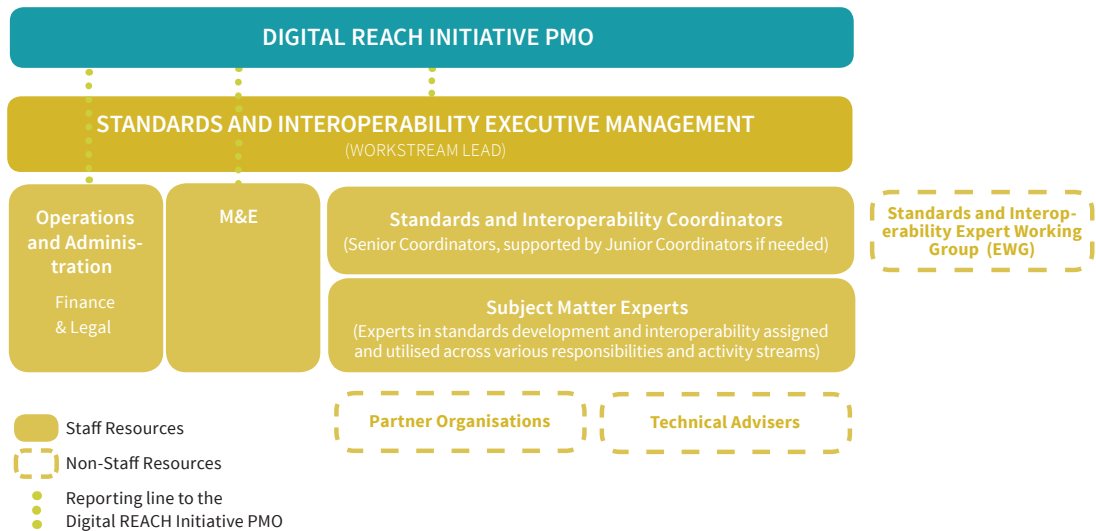 DIGITAL REACH INITIATIVE PMO
STANDARDS AND INTEROPERABILITY EXECUTIVE MANAGEMENT
(WORKSTREAM LEAD)
Operations
and Adminis-
tration
Finance
& Legal
M&E
Standards and Interoperability Coordinators
(Senior Coordinators, supported by Junior Coordinators if needed)
Standards and Interop-
erability Expert Working
Group (EWG)
Subject Matter Experts
(Experts in standards development and interoperability assigned
and utilised across various responsibilities and activity streams)
Partner Organisations
Technical Advisers
Staff Resources
Non-Staff Resources
Reporting line to the
Digital REACH Initiative PMO